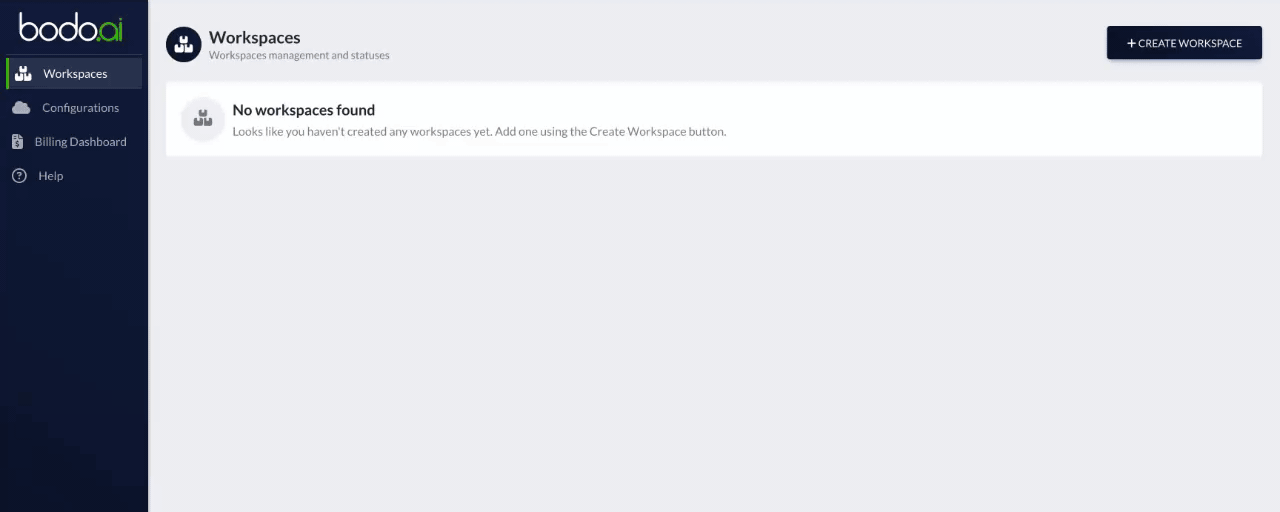 bodo.ai
Workspaces
Configurations
Billing Dashboard
Help
Workspaces
Workspaces management and statuses
+ CREATE WORKSPACE
No workspaces found
Looks like you haven't created any workspaces yet. Add one using the Create Workspace button.